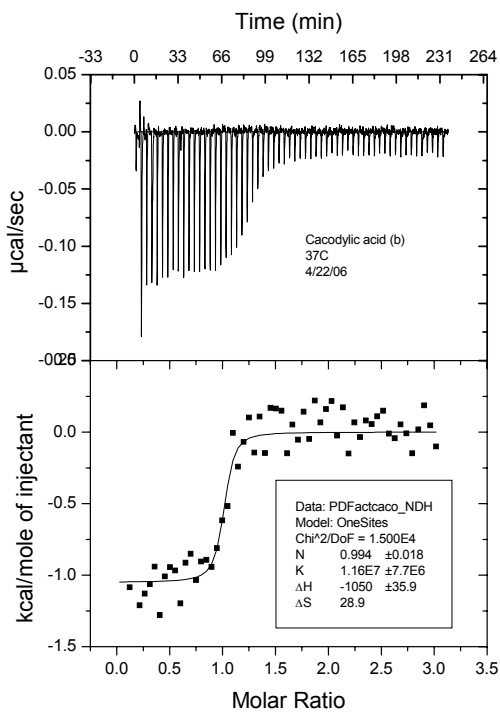 Time (min)
-33 0 33 66 99 132 165 198 231 264
0.05
0.00
-0.05
-0.10
-0.15
µcal/sec
Cacodylic acid (b)
37C
4/22/06
0.0
-0.5
-1.0
-1.5
kcal/mole of injectant
Data: PDFactcaco_NDH
Model: OneSites
Chi^2/DoF = 1.500E4
N 0.994 ±0.018
K 1.16E7 ±7.7E6
ΔH -1050 ±35.9
ΔS 28.9
0.0 0.5 1.0 1.5 2.0 2.5 3.0 3.5
Molar Ratio